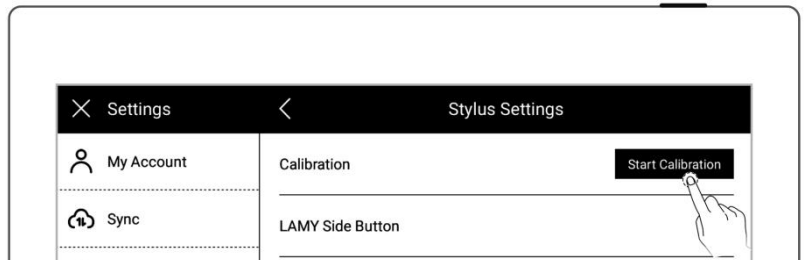 Settings
Stylus Settings
My Account
Calibration
Start Calibration
Sync
LAMY Side Button